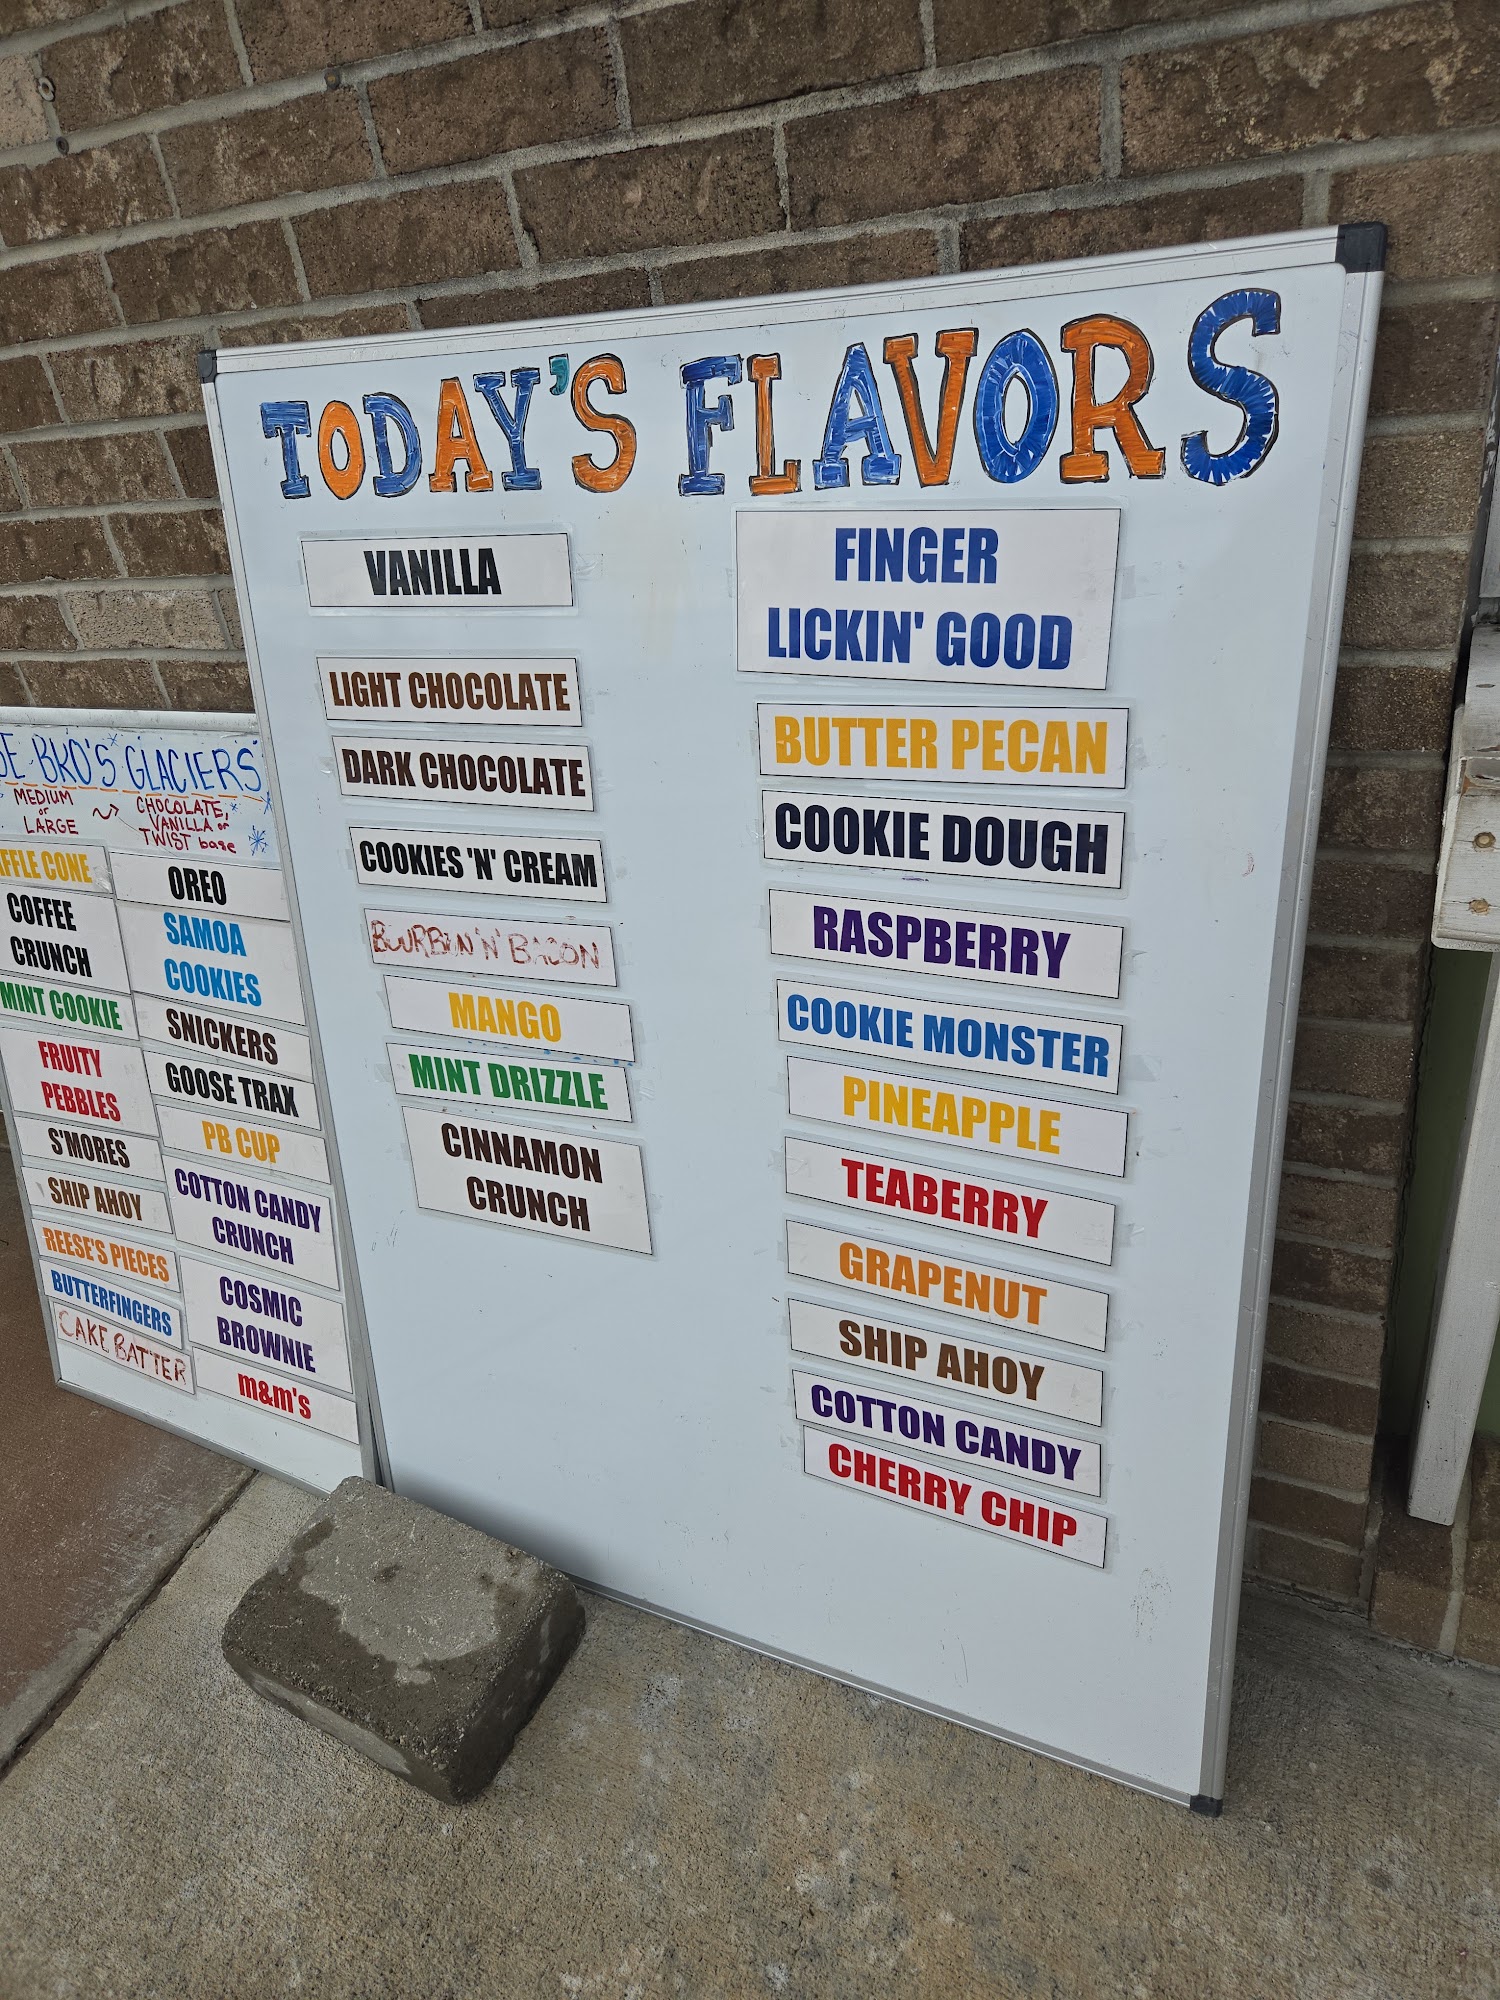 TODAY'S FLAVORS
VANILLA
LIGHT CHOCOLATE
DARK CHOCOLATE
COOKIES 'N' CREAM
BOURBON 'N' BACON
MANGO
MINT DRIZZLE
CINNAMON
CRUNCH
FINGER
LICKIN' GOOD
BUTTER PECAN
COOKIE DOUGH
RASPBERRY
COOKIE MONSTER
PINEAPPLE
TEABERRY
GRAPENUT
SHIP AHOY
COTTON CANDY
CHERRY CHIP
BRO'S GLACIERS
MEDIUM
or
LARGE
CHOCOLATE,
VANILLA or
TWIST base
CONE
COFFEE
CRUNCH
MINT COOKIE
FRUITY
PEBBLES
S'MORES
SHIP AHOY
REESE'S PIECES
BUTTERFINGERS
CAKE BATTER
OREO
SAMOA
COOKIES
SNICKERS
GOOSE TRAX
PB CUP
COTTON CANDY
CRUNCH
COSMIC
BROWNIE
m&m's